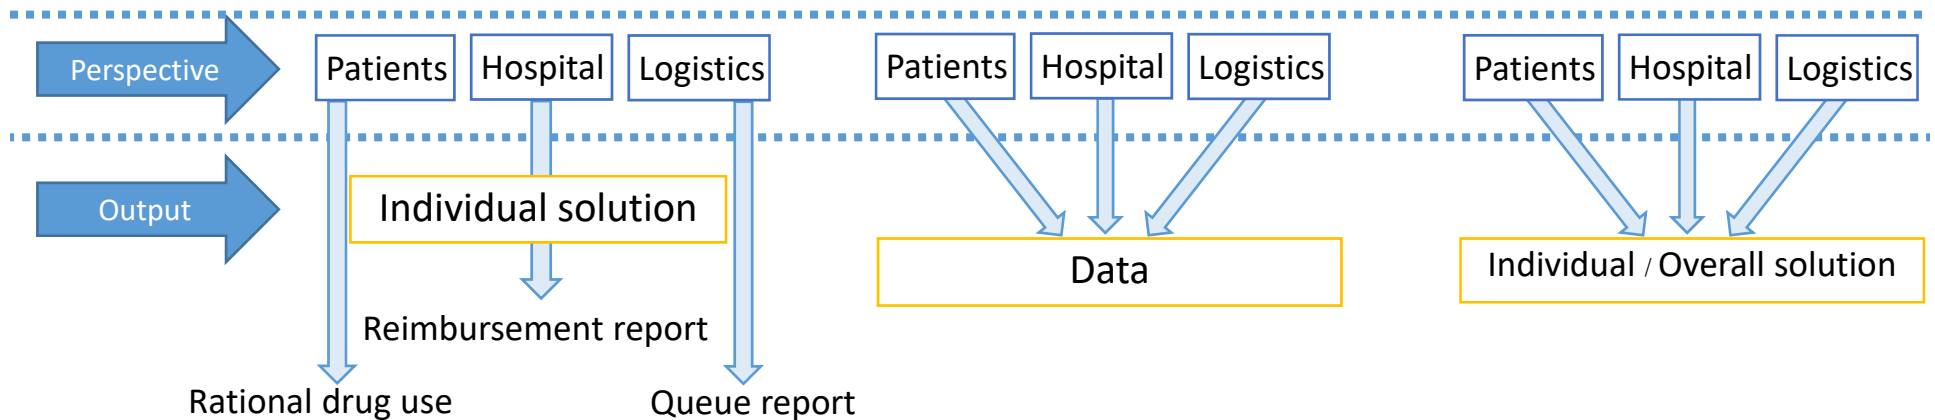 Perspective
Patients
Hospital
Logistics
Patients
Hospital
Logistics
Patients
Hospital
Logistics
Output
Individual solution
Data
Individual / Overall solution
Reimbursement report
Rational drug use
Queue report